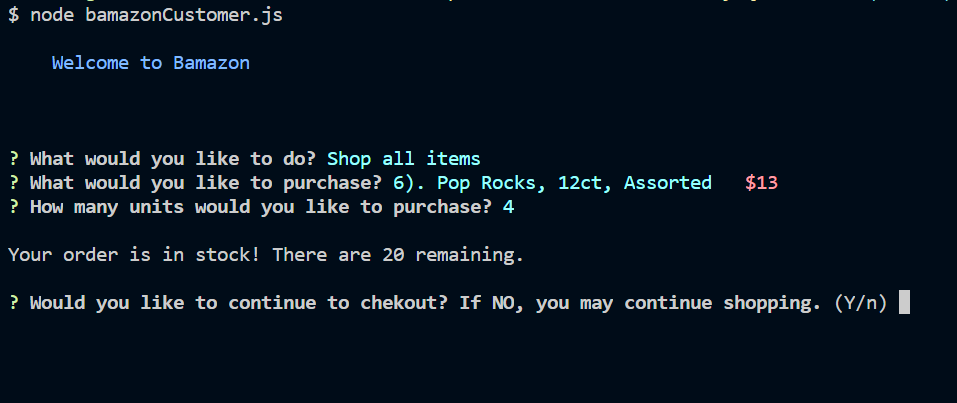 $ node bamazonCustomer.js
Welcome to Bamazon
? What would you like to do? Shop all items
? What would you like to purchase? 6). Pop Rocks, 12ct, Assorted $13
? How many units would you like to purchase? 4
Your order is in stock! There are 20 remaining.
? Would you like to continue to chekout? If NO, you may continue shopping. (Y/n)